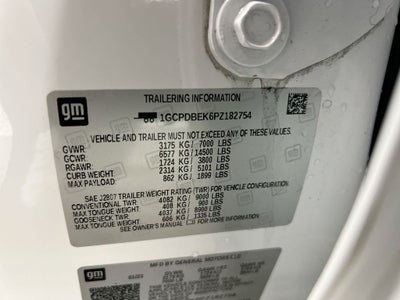 gm
TRAILERING INFORMATION
1GCPDBEK6PZ182754
VEHICLE AND TRAILER MUST NOT EXCEED ANY OF THESE WEIGHTS
GVWR: 3175 KG/ 7000 LBS
GCWR: 6577 KG/ 14500 LBS
RGAWR: 1724 KG/ 3800 LBS
CURB WEIGHT: 2314 KG/ 5101 LBS
MAX PAYLOAD: 862 KG/ 1899 LBS
SAE J2807 TRAILER WEIGHT RATING (TWR) FOR VEHICLE CONFIGURATION.
CONVENTIONAL TWR: 4082 KG/ 9000 LBS
MAX TONGUE WEIGHT: 408 KG/ 900 LBS
GOOSENECK TWR: 4037 KG/ 8900 LBS
MAX TONGUE WEIGHT: 606 KG/ 1335 LBS
SEE OWNER'S MANUAL
gm
MFD BY GENERAL MOTORS LLC